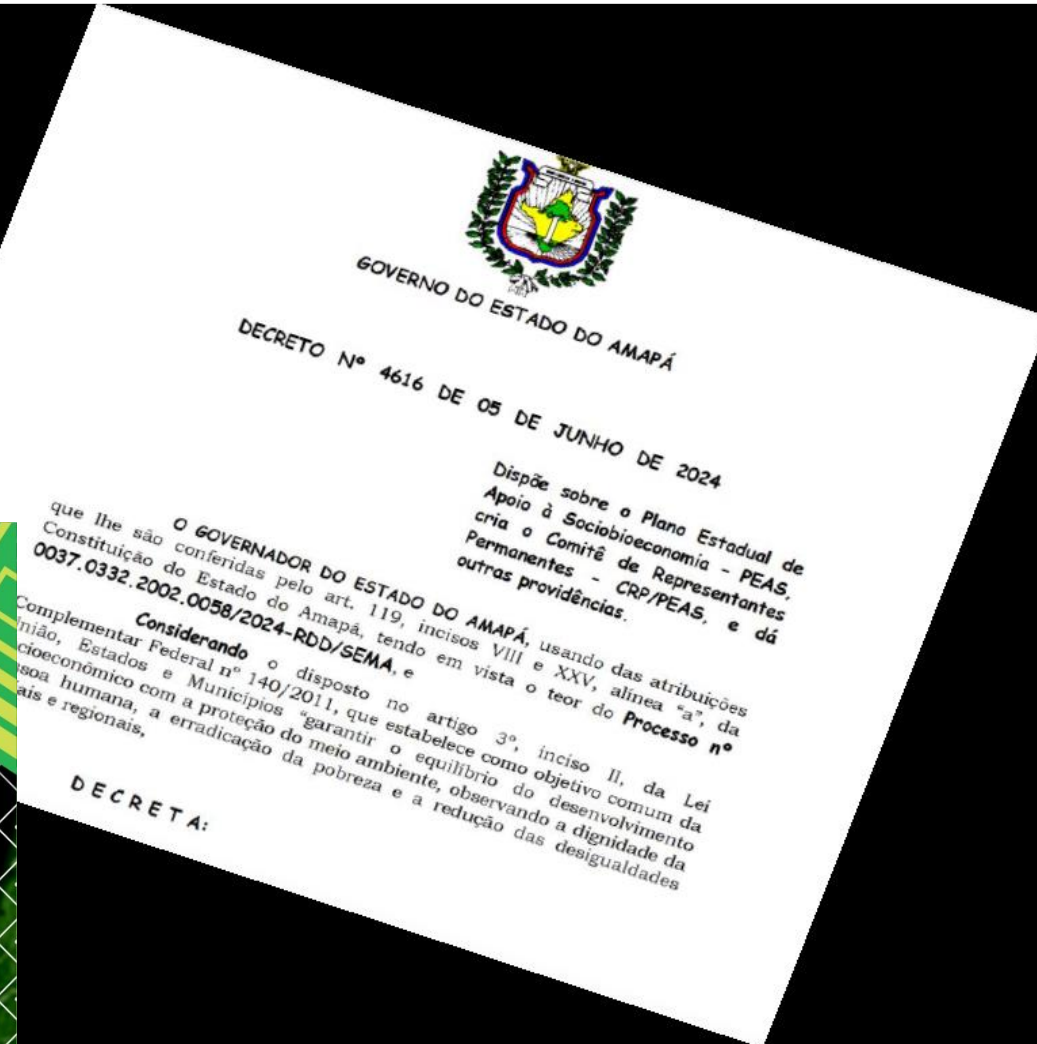 GOVERNO DO ESTADO DO AMAPÁ
DECRETO Nº 4616 DE 05 DE JUNHO DE 2024
Dispõe sobre o Plano Estadual de
Apoio à Sociobioeconomia - PEAS,
cria o Comitê de Representantes
Permanentes - CRP/PEAS, e dá
outras providências.
O GOVERNADOR DO ESTADO DO AMAPÁ, usando das atribuições
que lhe são conferidas pelo art. 119, incisos VIII e XXV, alínea "a", da
Constituição do Estado do Amapá, tendo em vista o teor do Processo nº
0037.0332.2002.0058/2024-RDD/SEMA, e
Considerando o disposto no artigo 3º, inciso II, da Lei
Complementar Federal nº 140/2011, que estabelece como objetivo comum da
União, Estados e Municípios "garantir o equilíbrio do desenvolvimento
cioeconômico com a proteção do meio ambiente, observando a dignidade da
soa humana, a erradicação da pobreza e a redução das desigualdades
ais e regionais,
DECRETA: